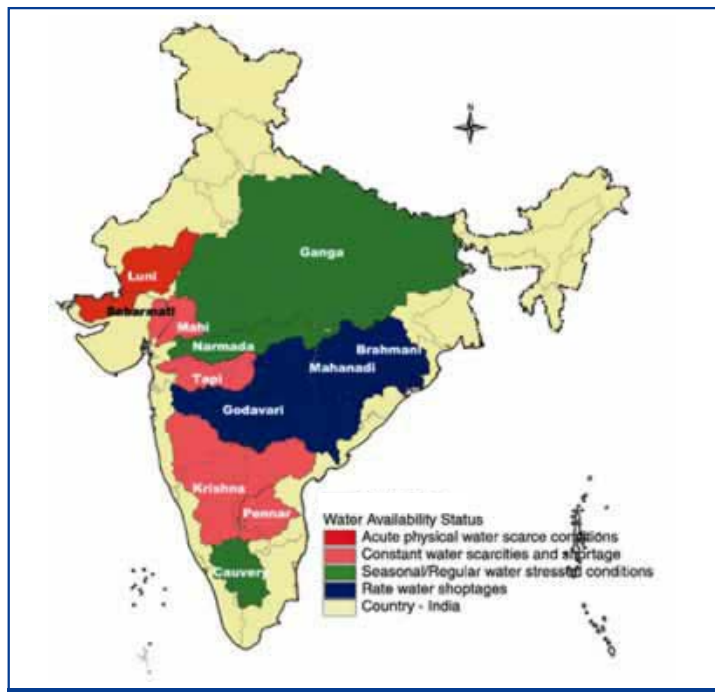 N
Ganga
Luni
Sabarmati
Mahi
Narmada
Brahmani
Mahanadi
Tapi
Godavari
Krishna
Pennar
Cauvery
Water Availability Status
Acute physical water scarce conditions
Constant water scarcities and shortage
Seasonal/Regular water stressed conditions
Rate water shoptages
Country - India